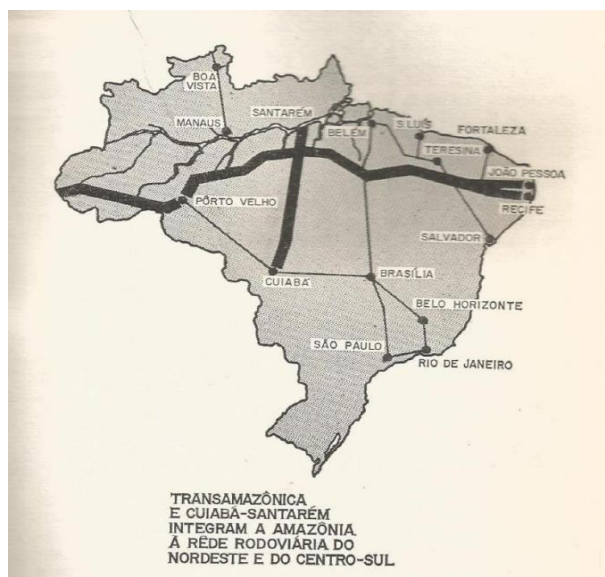 BOA
VISTA
MANAUS
SANTARÉM
BELÉM
S.LUÍS
FORTALEZA
TERESINA
JOÃO PESSOA
RECIFE
PÔRTO VELHO
SALVADOR
CUIABÁ
BRASÍLIA
BELO HORIZONTE
SÃO PAULO
RIO DE JANEIRO
TRANSAMAZÔNICA
E CUIABÁ-SANTARÉM
INTEGRAM A AMAZÔNIA
À RÊDE RODOVIÁRIA DO
NORDESTE E DO CENTRO-SUL